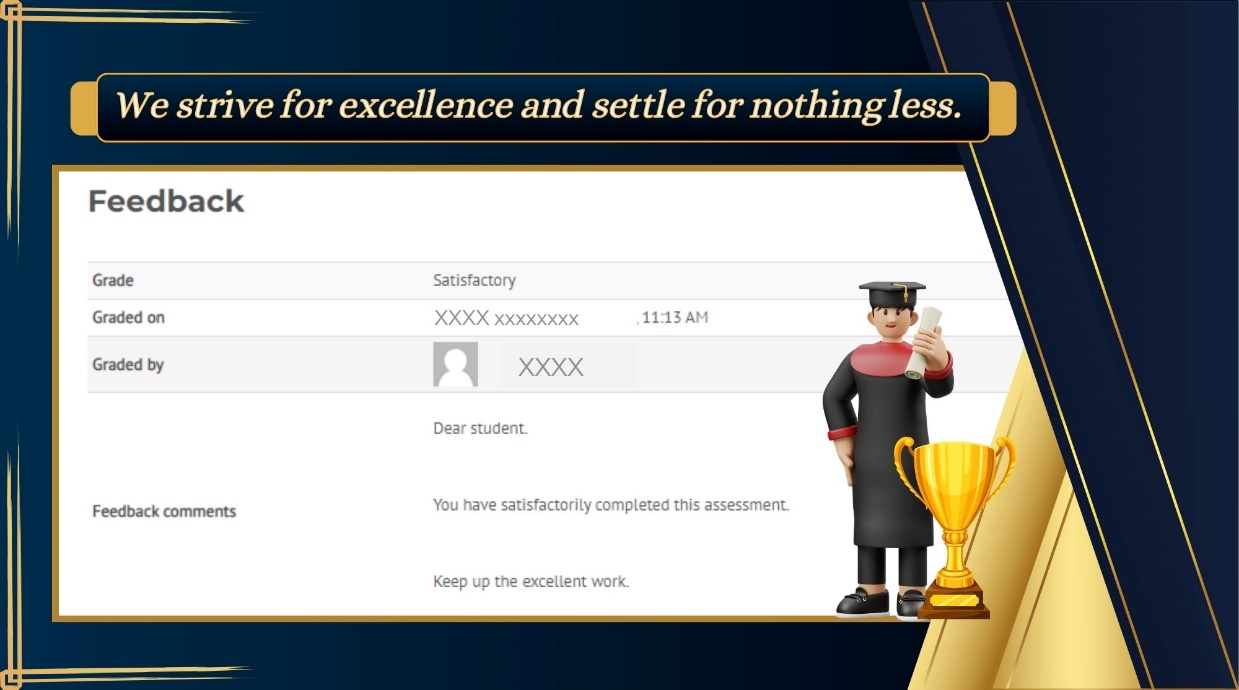 We strive for excellence and settle for nothing less.
Feedback
Grade Satisfactory
Graded on XXXX XXXXXXXX , 11:13 AM
Graded by XXXX
Dear student.
Feedback comments You have satisfactorily completed this assessment.
Keep up the excellent work.